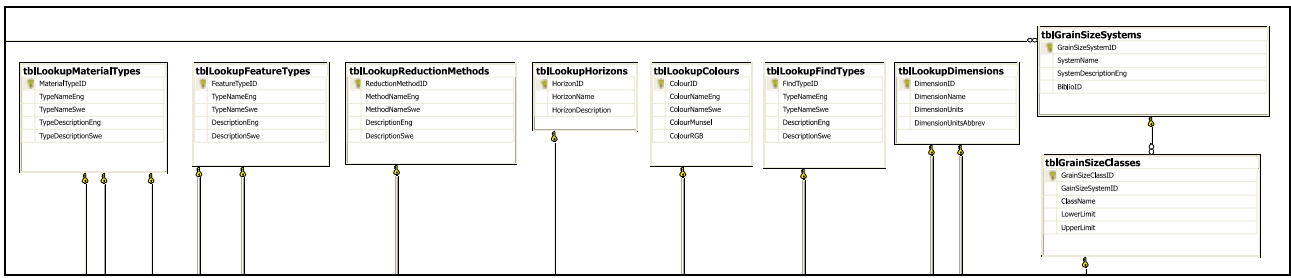 tblGrainSizeSystems
GrainSizeSystemID
SystemName
SystemDescriptionEng
BiblioID
tblLookupMaterialTypes
MaterialTypeID
TypeNameEng
TypeNameSwe
TypeDescriptionEng
TypeDescriptionSwe
tblLookupFeatureTypes
FeatureTypeID
TypeNameEng
TypeNameSwe
DescriptionEng
DescriptionSwe
tblLookupReductionMethods
ReductionMethodID
MethodNameEng
MethodNameSwe
DescriptionEng
DescriptionSwe
tblLookupHorizons
HorizonID
HorizonName
HorizonDescription
tblLookupColours
ColourID
ColourNameEng
ColourNameSwe
ColourMunsel
ColourRGB
tblLookupFindTypes
FindTypeID
TypeNameEng
TypeNameSwe
DescriptionEng
DescriptionSwe
tblLookupDimensions
DimensionID
DimensionName
DimensionUnits
DimensionUnitsAbbrev
tblGrainSizeClasses
GrainSizeClassID
GainSizeSystemID
ClassName
LowerLimit
UpperLimit